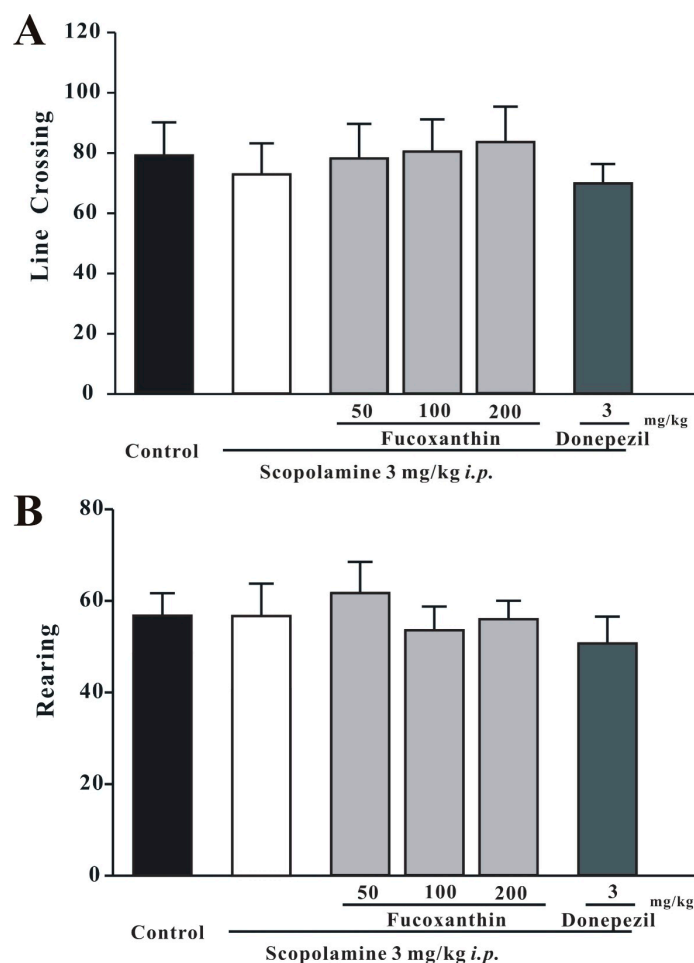 A
120
100
80
60
40
20
0
Line Crossing
50 100 200 3 mg/kg
Fucoxanthin Donepezil
Control
Scopolamine 3 mg/kg i.p.
B
80
60
40
20
0
Rearing
50 100 200 3 mg/kg
Fucoxanthin Donepezil
Control
Scopolamine 3 mg/kg i.p.